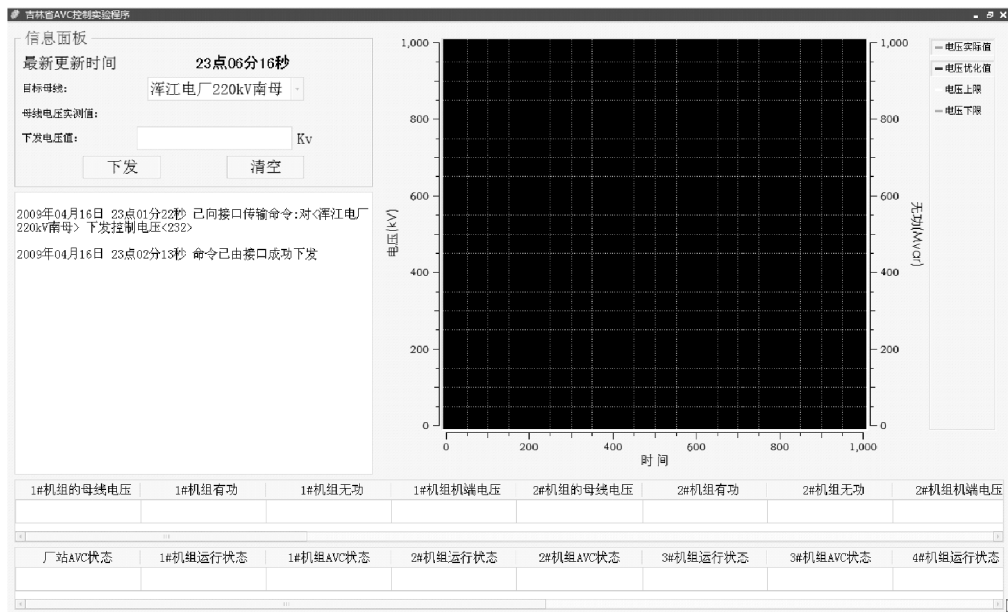 吉林省AVC控制实验程序
信息面板
最新更新时间 23点06分16秒
目标母线: 浑江电厂220kV南母
母线电压实测值:
下发电压值: Kv
下发 清空
2009年04月16日 23点01分22秒 已向接口传输命令:对<浑江电厂
220kV南母> 下发控制电压<232>
2009年04月16日 23点02分13秒 命令已由接口成功下发
1,000
800
600
400
200
0
电压(kV)
1,000
800
600
400
200
0
无功(Mvar)
0 200 400 600 800 1,000
时间
电压实际值
电压优化值
电压上限
电压下限
1#机组的母线电压 1#机组有功 1#机组无功 1#机组机端电压 2#机组的母线电压 2#机组有功 2#机组无功 2#机组机端电压
厂站AVC状态 1#机组运行状态 1#机组AVC状态 2#机组运行状态 2#机组AVC状态 3#机组运行状态 3#机组AVC状态 4#机组运行状态